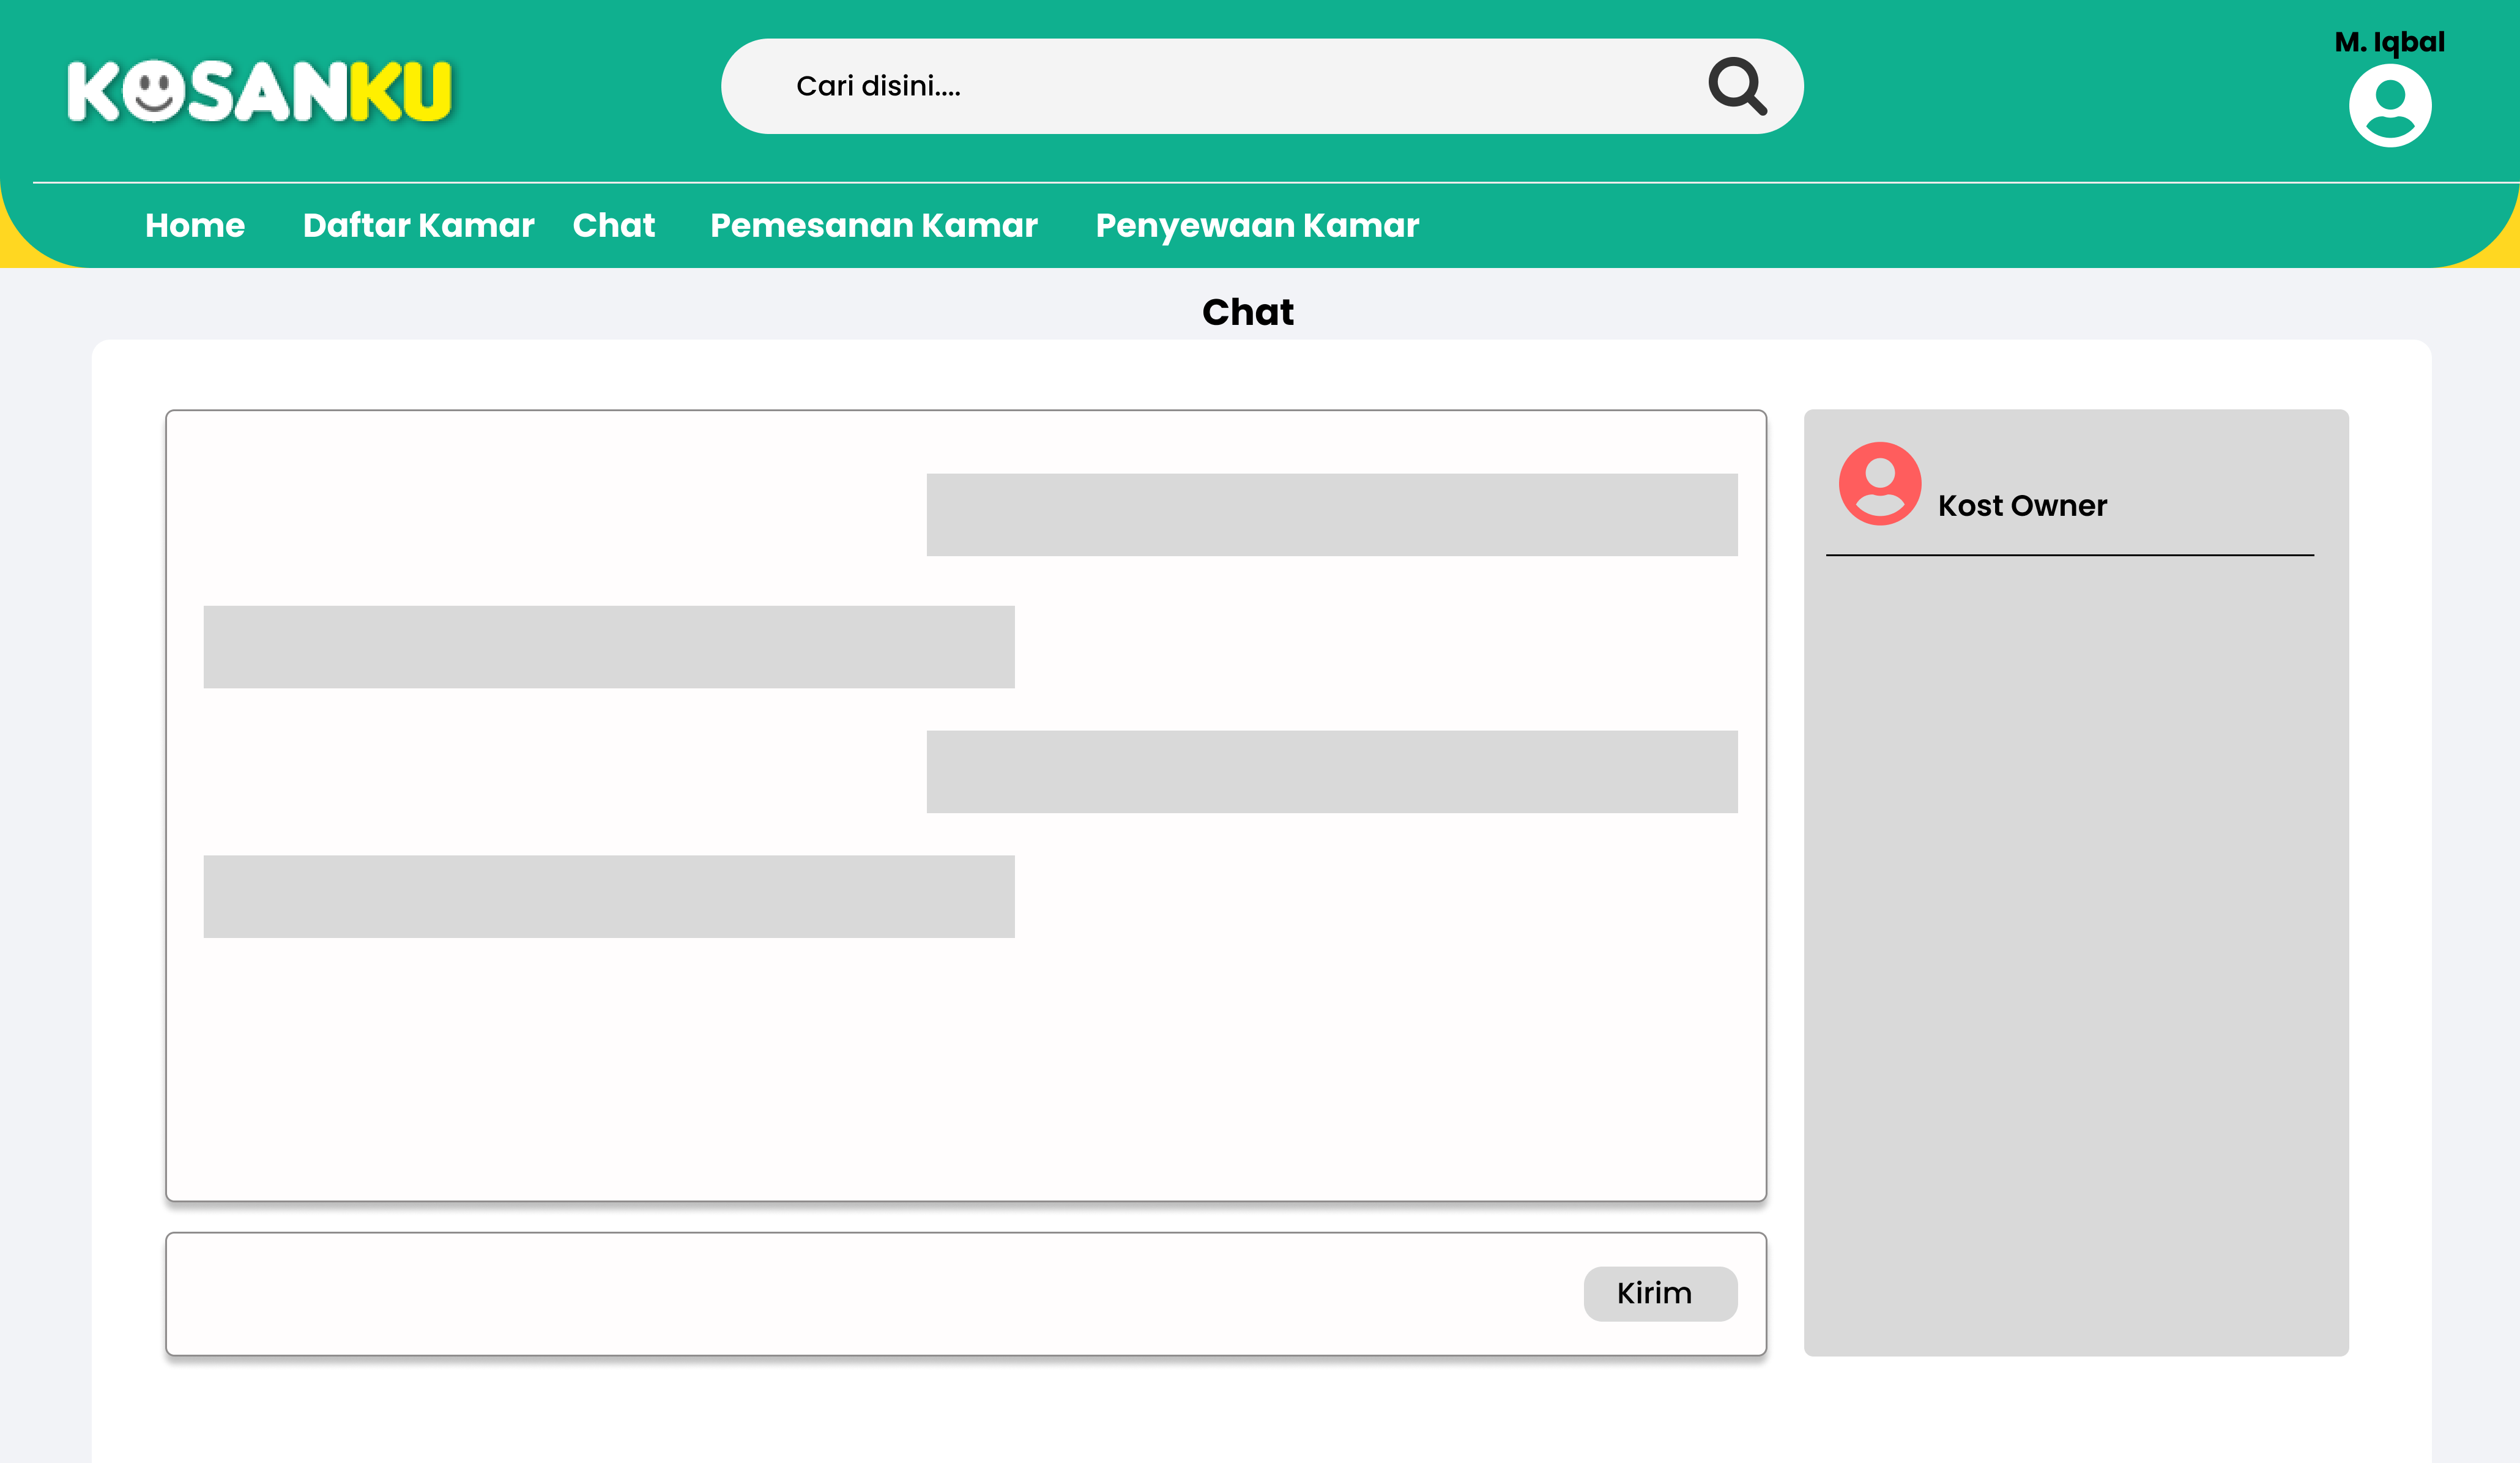 M. Iqbal
KOSANKU
Cari disini....
Home Daftar Kamar Chat Pemesanan Kamar Penyewaan Kamar
Chat
Kost Owner
Kirim